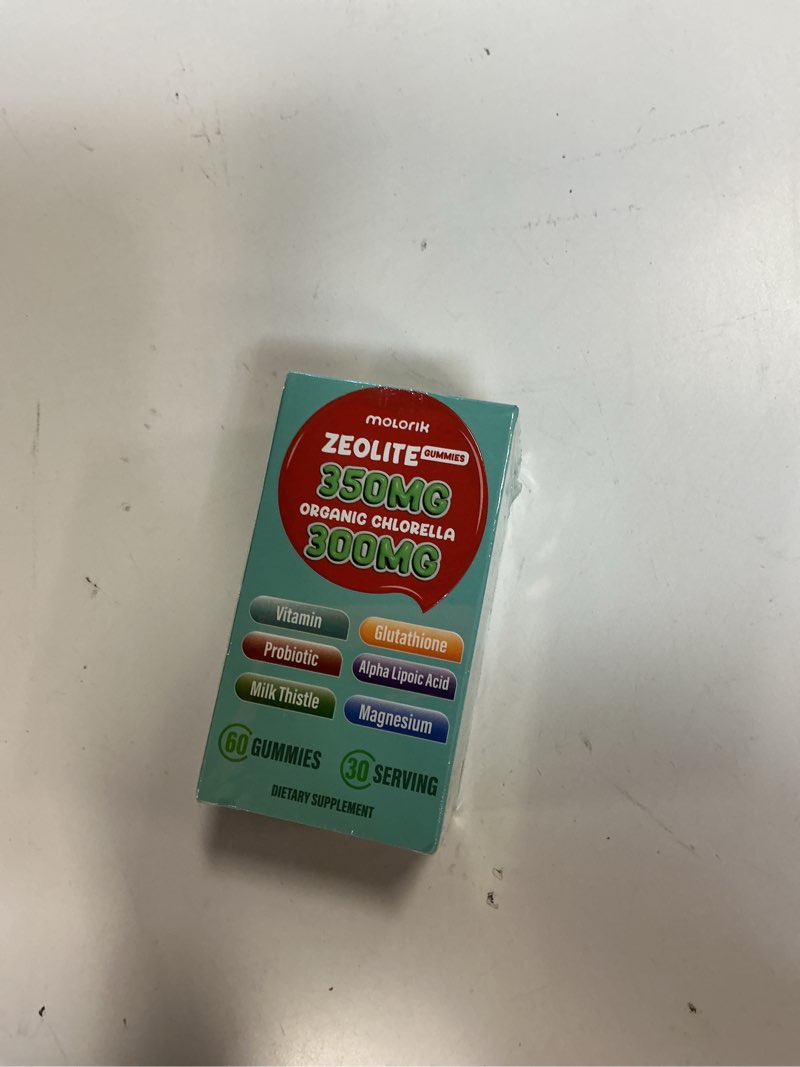 moLorik
ZEOLITE GUMMIES
350MG
ORGANIC CHLORELLA
300MG
Vitamin
Glutathione
Probiotic
Alpha Lipoic Acid
Milk Thistle
Magnesium
60 GUMMIES
30 SERVING
DIETARY SUPPLEMENT